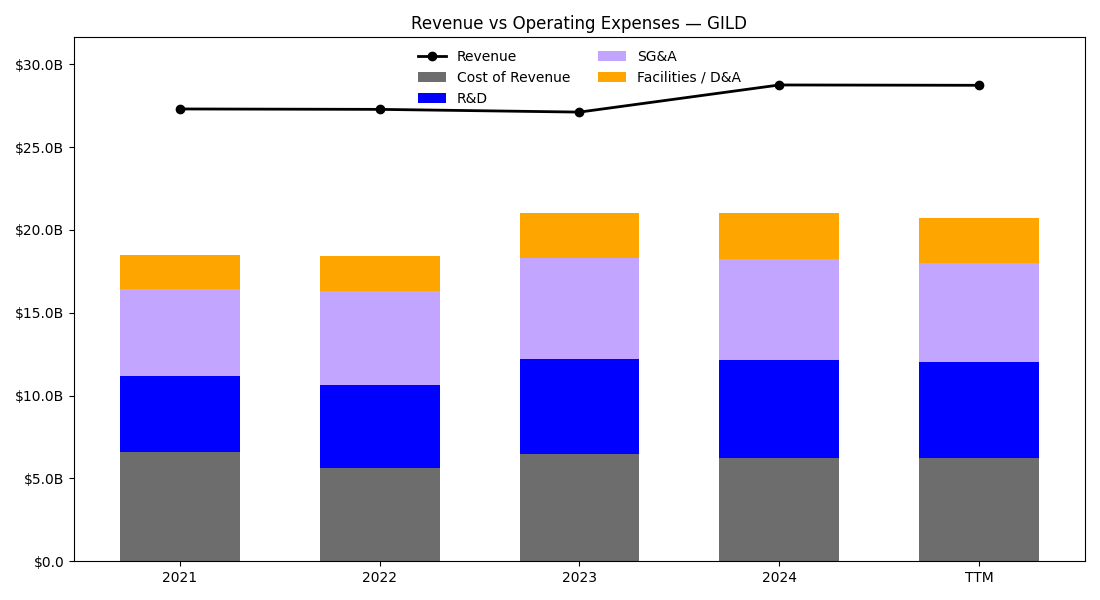 Revenue vs Operating Expenses — GILD
Revenue
Cost of Revenue
R&D
SG&A
Facilities / D&A
$30.0B
$25.0B
$20.0B
$15.0B
$10.0B
$5.0B
$0.0
2021
2022
2023
2024
TTM